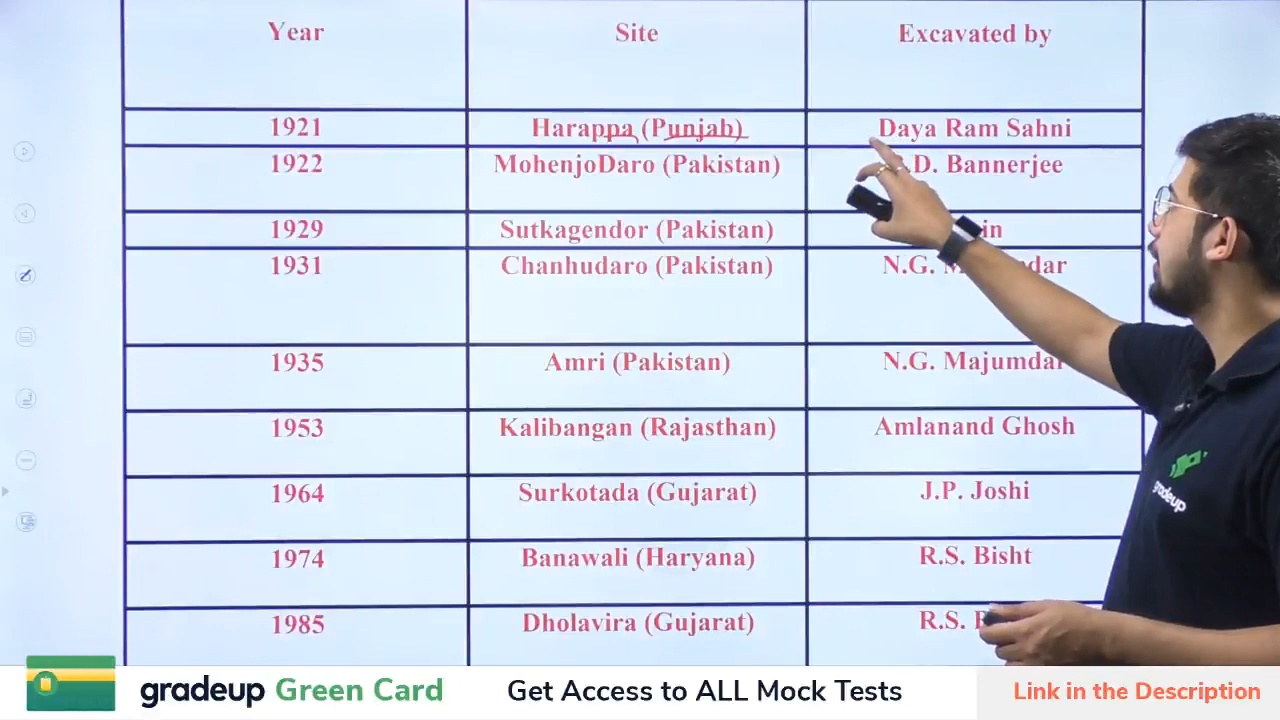 Year Site Excavated by
1921 Harappa (Punjab) Daya Ram Sahni
1922 MohenjoDaro (Pakistan) .D. Bannerjee
1929 Sutkagendor (Pakistan)
1931 Chanhudaro (Pakistan) N.G.
1935 Amri (Pakistan) N.G. Majumdar
1953 Kalibangan (Rajasthan) Amlanand Ghosh
1964 Surkotada (Gujarat) J.P. Joshi
1974 Banawali (Haryana) R.S. Bisht
1985 Dholavira (Gujarat) R.S.
gradeup
gradeup Green Card Get Access to ALL Mock Tests Link in the Description